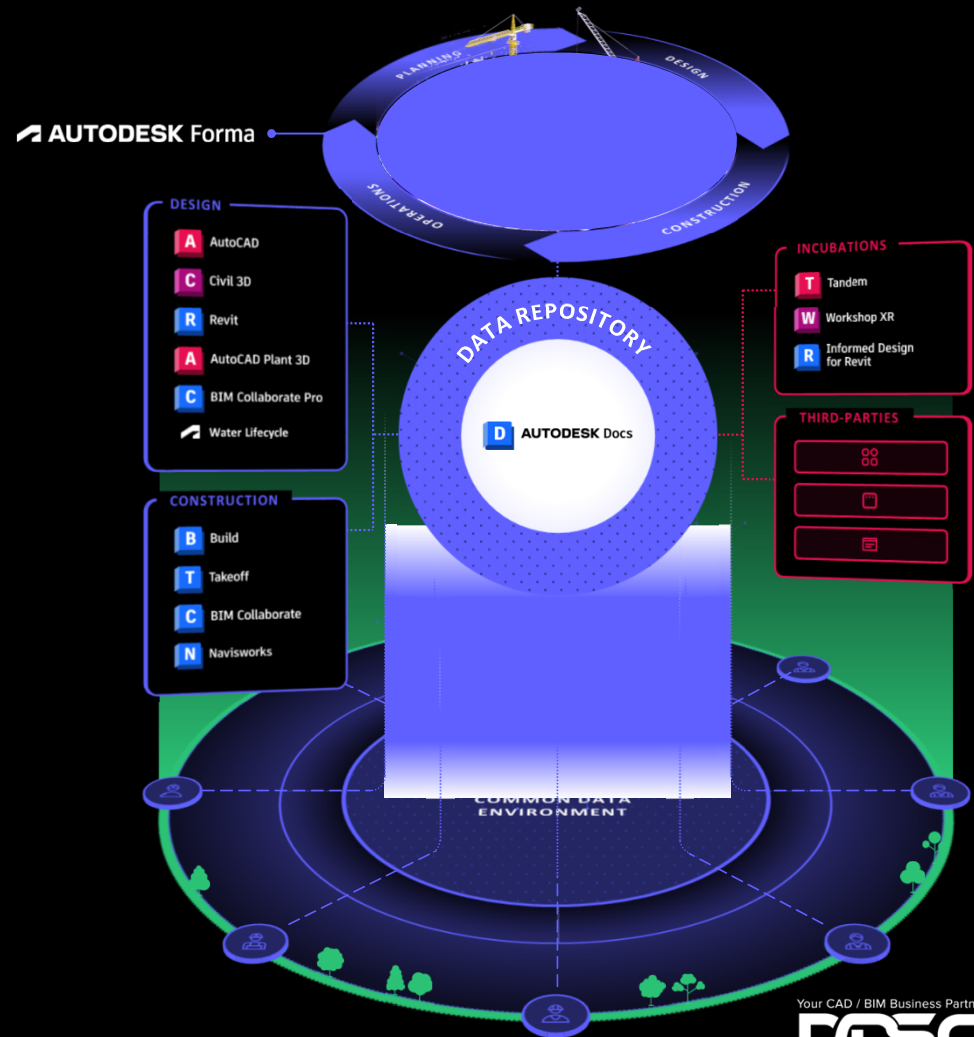 PLANNING
DESIGN
AUTODESK Forma
OPERATIONS
CONSTRUCTION
DESIGN
A AutoCAD
C Civil 3D
R Revit
A AutoCAD Plant 3D
C BIM Collaborate Pro
Water Lifecycle
CONSTRUCTION
B Build
T Takeoff
C BIM Collaborate
N Navisworks
DATA REPOSITORY
D AUTODESK Docs
INCUBATIONS
T Tandem
W Workshop XR
R Informed Design
for Revit
THIRD-PARTIES
COMMON DATA
ENVIRONMENT
Your CAD / BIM Business